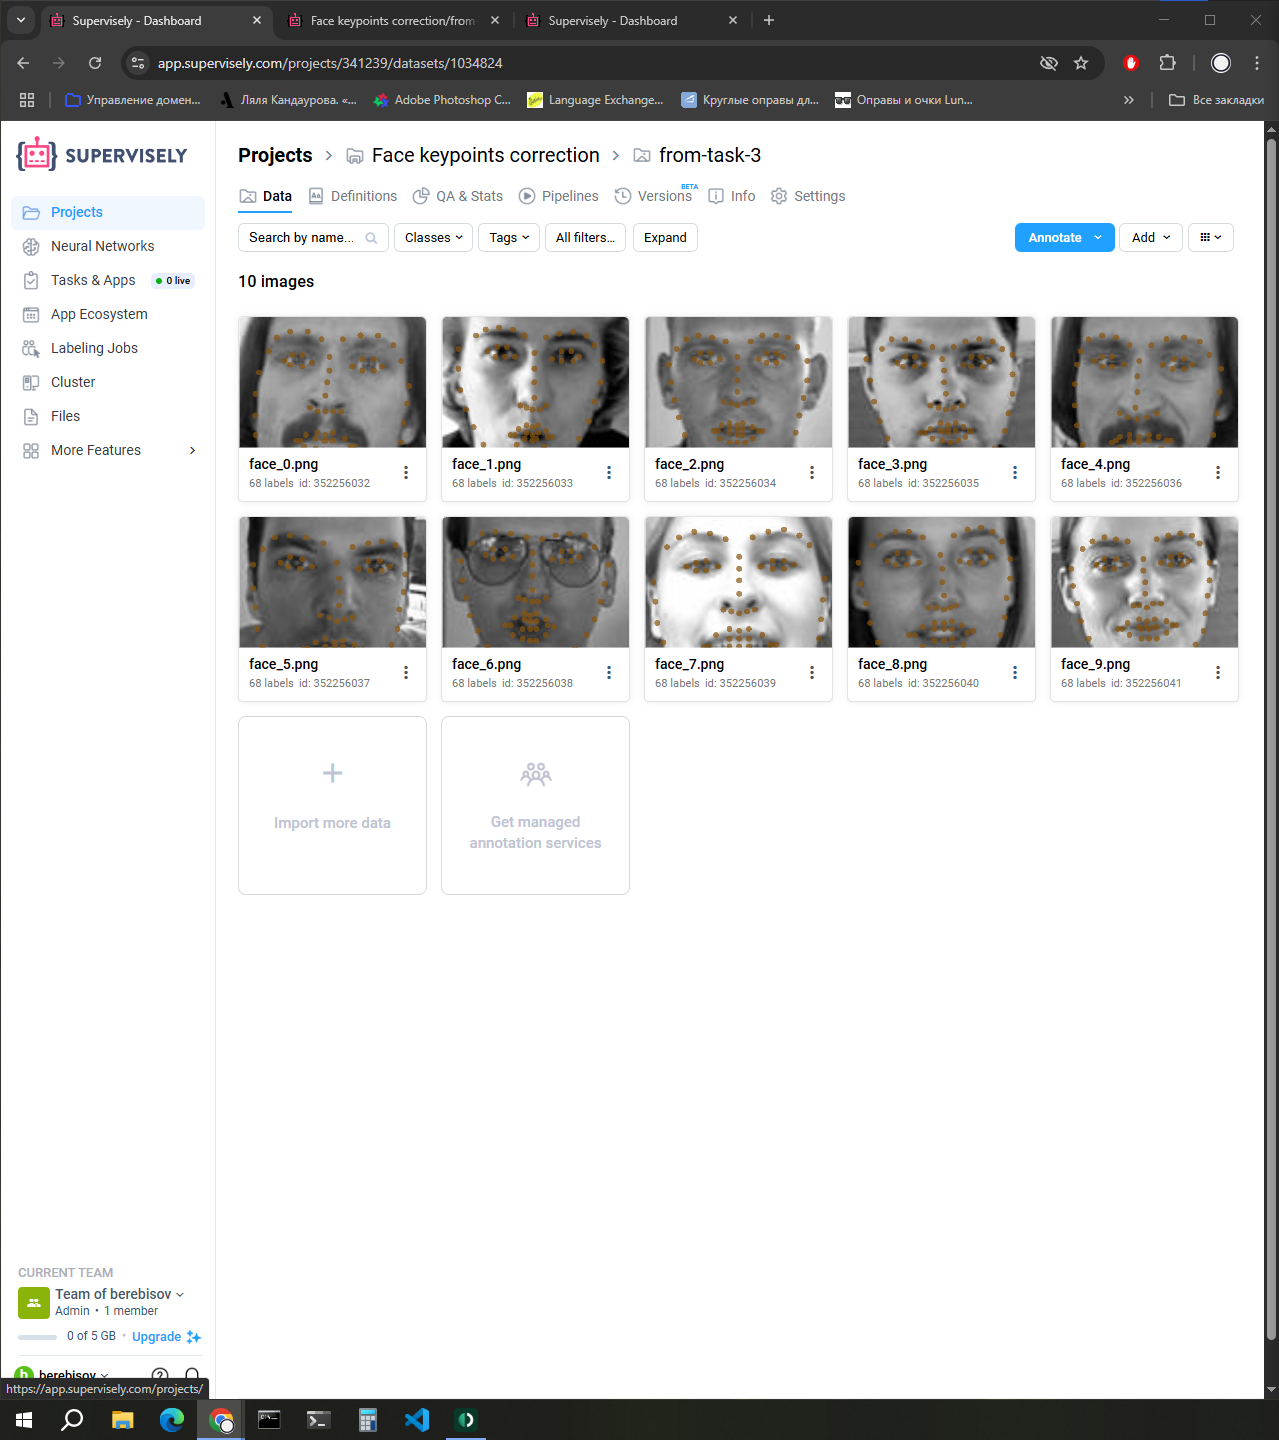 Supervisely - Dashboard
Face keypoints correction/from
Supervisely - Dashboard
app.supervisely.com/projects/341239/datasets/1034824
Управление домен...
Ляля Кандаурова. «...
Adobe Photoshop C...
Language Exchange...
Круглые оправы дл...
Оправы и очки Lun...
Все закладки
SUPERVISELY
Projects
Neural Networks
Tasks & Apps
0 live
App Ecosystem
Labeling Jobs
Cluster
Files
More Features
Projects > Face keypoints correction > from-task-3
Data
Definitions
QA & Stats
Pipelines
Versions
BETA
Info
Settings
Search by name...
Classes
Tags
All filters...
Expand
Annotate
Add
10 images
face_0.png
68 labels id: 352256032
face_1.png
68 labels id: 352256033
face_2.png
68 labels id: 352256034
face_3.png
68 labels id: 352256035
face_4.png
68 labels id: 352256036
face_5.png
68 labels id: 352256037
face_6.png
68 labels id: 352256038
face_7.png
68 labels id: 352256039
face_8.png
68 labels id: 352256040
face_9.png
68 labels id: 352256041
Import more data
Get managed
annotation services
CURRENT TEAM
Team of berebisov
Admin • 1 member
0 of 5 GB • Upgrade
berebisov
https://app.supervisely.com/projects/